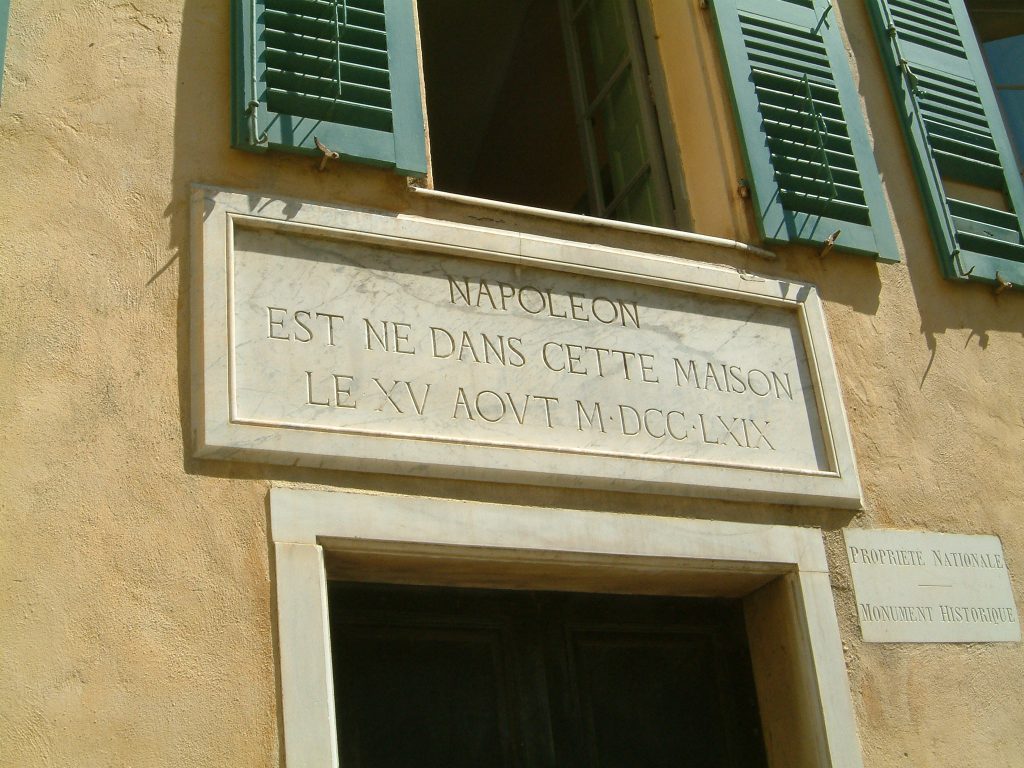 NAPOLEON
EST NE DANS CETTE MAISON
LE·XV AOVT M·DCC·LXIX
PROPRIETE NATIONALE
MONUMENT HISTORIQUE